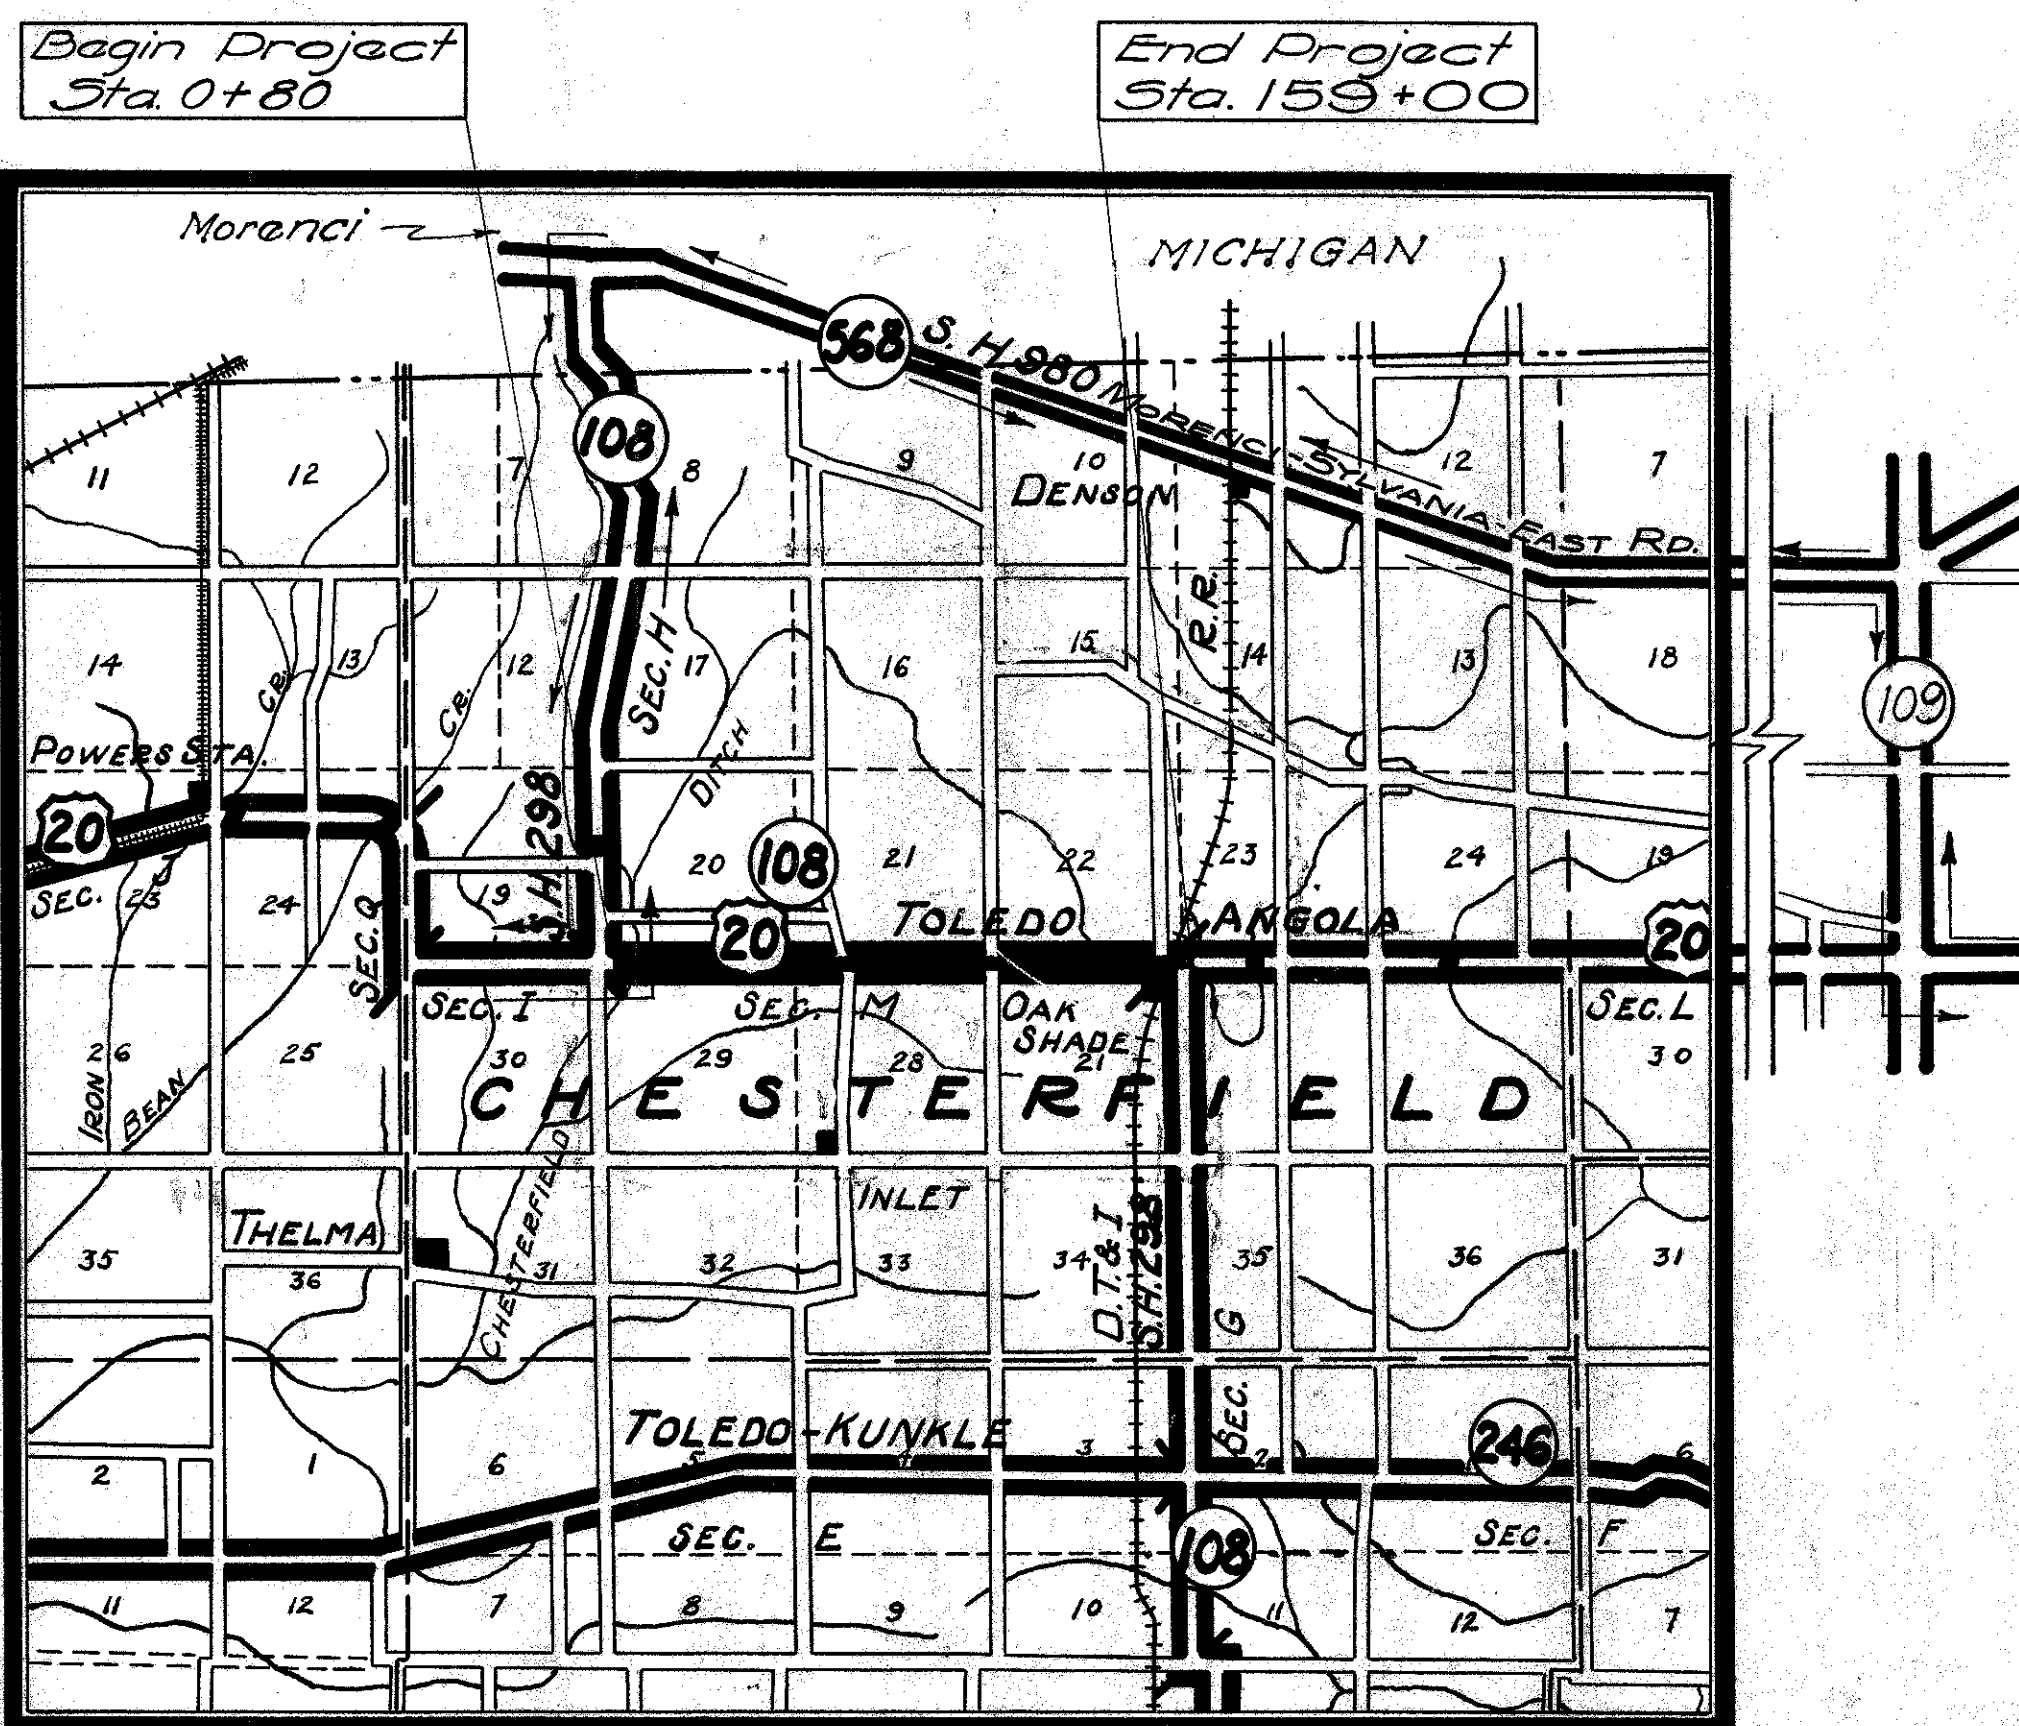 Begin Project
Sta. 0+80
End Project
Sta. 159+00
Morenci
MICHIGAN
568
S. H. 980 MORENCI-SYLVANIA-EAST RD.
108
11
12
7
8
9
10
12
7
DENSON
R.R.
14
13
12
17
16
15
14
13
18
CR.
CR.
SEC. H
109
POWERS STA.
DITCH
20
S.H. 298
108
SEC. J
23
24
19
20
21
22
23
24
19
SEC. Q
20
TOLEDO ANGOLA
20
SEC. I
SEC. M
OAK
SHADE
SEC. L
26
25
30
29
28
21
30
CHESTERFIELD
IRON
BEAN
CHESTERFIELD
INLET
THELMA
35
36
31
32
33
34
35
36
31
D.T. & I
S.H. 298
SEC. G
TOLEDO-KUNKLE
246
2
1
6
5
4
3
2
6
SEC. E
108
SEC. F
11
12
7
8
9
10
11
12
7